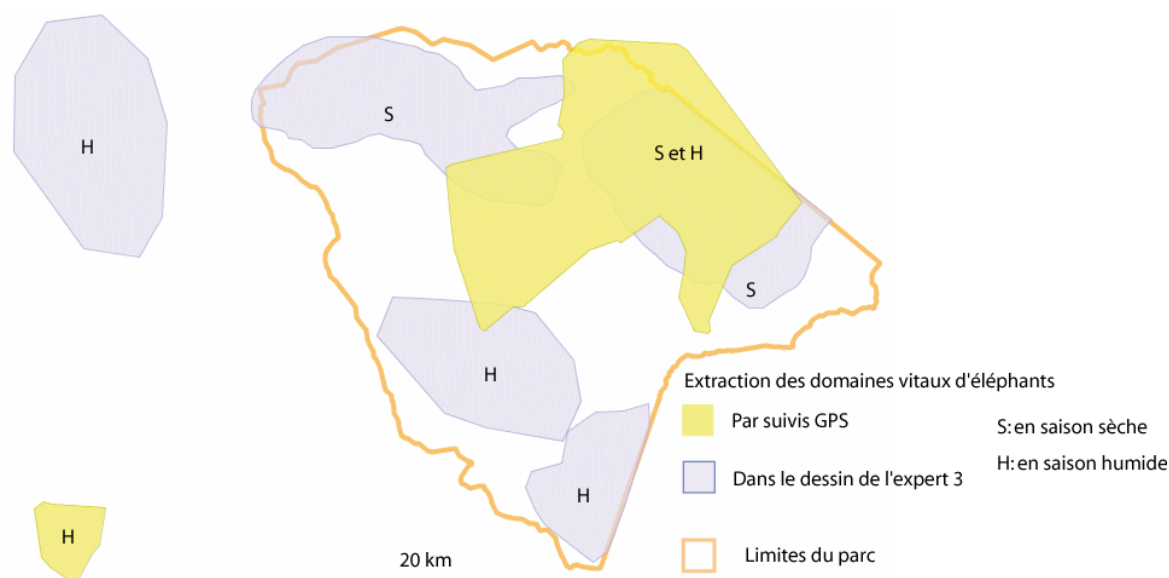 S
H
S et H
S
H
Extraction des domaines vitaux d'éléphants
Par suivis GPS
S: en saison sèche
Dans le dessin de l'expert 3
H: en saison humide
H
H
20 km
Limites du parc